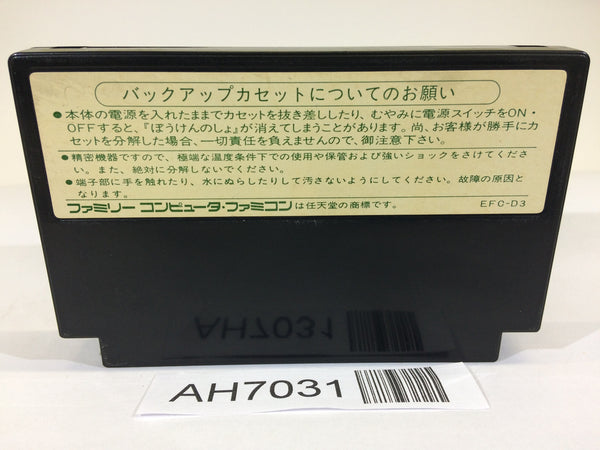 バックアップカセットについてのお願い
●本体の電源を入れたままでカセットを抜き差ししたり、むやみに電源スイッチをON・
OFFすると、『ぼうけんのしょ』が消えてしまうことがあります。尚、お客様が勝手にカ
セットを分解した場合、一切責任を負えませんので、御注意下さい。
●精密機器ですので、極端な温度条件下での使用や保管および強いショックをさけてくださ
い。また、絶対に分解しないでください。
●端子部に手を触れたり、水にぬらしたりして汚さないようにしてください。故障の原因と
なります。
ファミリーコンピュータ・ファミコンは任天堂の商標です。 EFC-D3
AH7031
AH7031